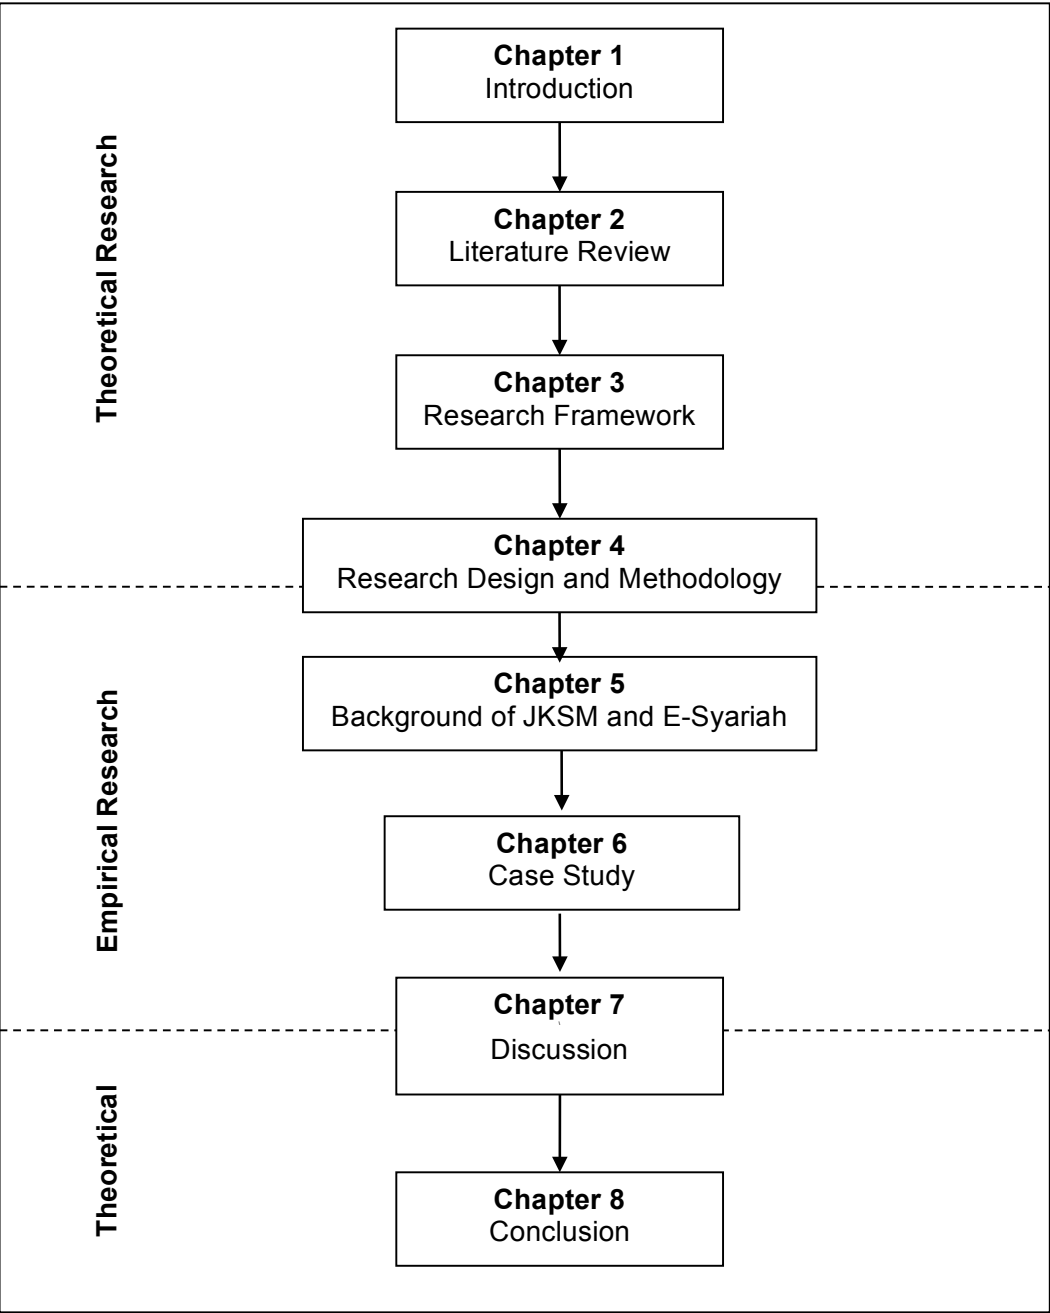 Theoretical Research
Chapter 1
Introduction
Chapter 2
Literature Review
Chapter 3
Research Framework
Chapter 4
Research Design and Methodology
Empirical Research
Chapter 5
Background of JKSM and E-Syariah
Chapter 6
Case Study
Chapter 7
Discussion
Theoretical
Chapter 8
Conclusion